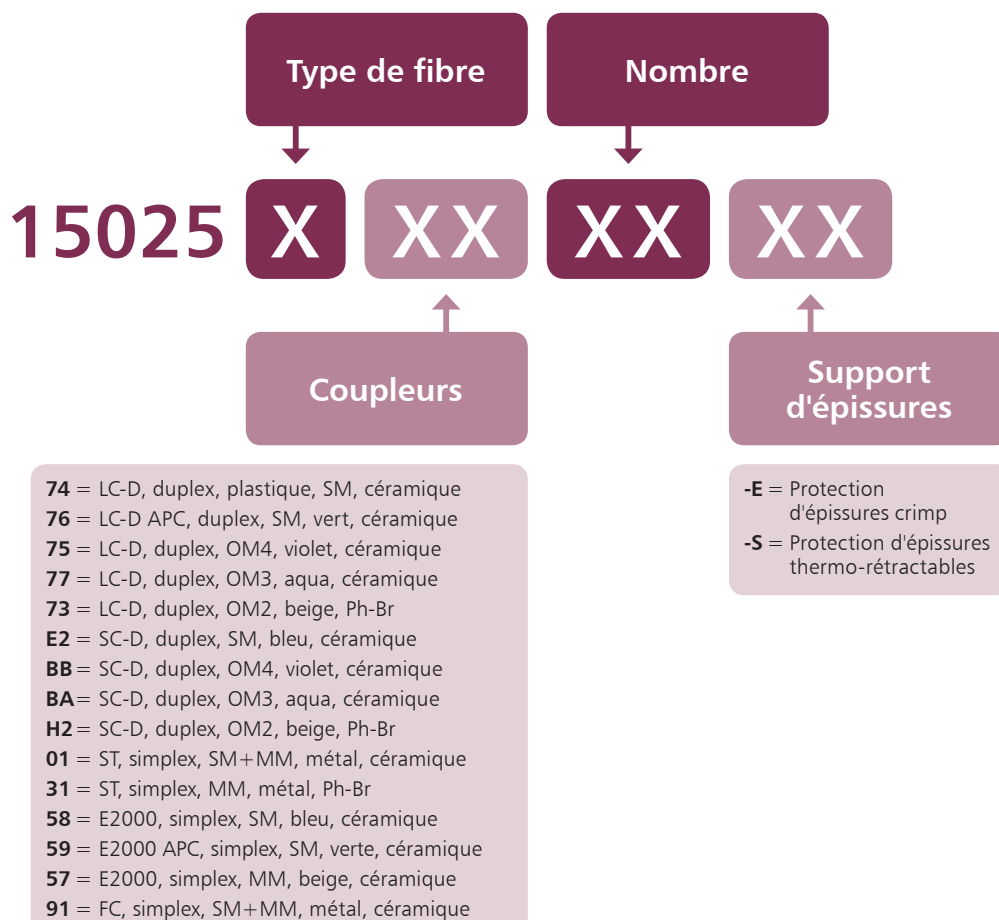 Type de fibre
Nombre
15025 X XX XX XX
Coupleurs
Support
d'épissures
74 = LC-D, duplex, plastique, SM, céramique
76 = LC-D APC, duplex, SM, vert, céramique
75 = LC-D, duplex, OM4, violet, céramique
77 = LC-D, duplex, OM3, aqua, céramique
73 = LC-D, duplex, OM2, beige, Ph-Br
E2 = SC-D, duplex, SM, bleu, céramique
BB = SC-D, duplex, OM4, violet, céramique
BA = SC-D, duplex, OM3, aqua, céramique
H2 = SC-D, duplex, OM2, beige, Ph-Br
01 = ST, simplex, SM+MM, métal, céramique
31 = ST, simplex, MM, métal, Ph-Br
58 = E2000, simplex, SM, bleu, céramique
59 = E2000 APC, simplex, SM, verte, céramique
57 = E2000, simplex, MM, beige, céramique
91 = FC, simplex, SM+MM, métal, céramique
-E = Protection
d'épissures crimp
-S = Protection d'épissures
thermo-rétractables